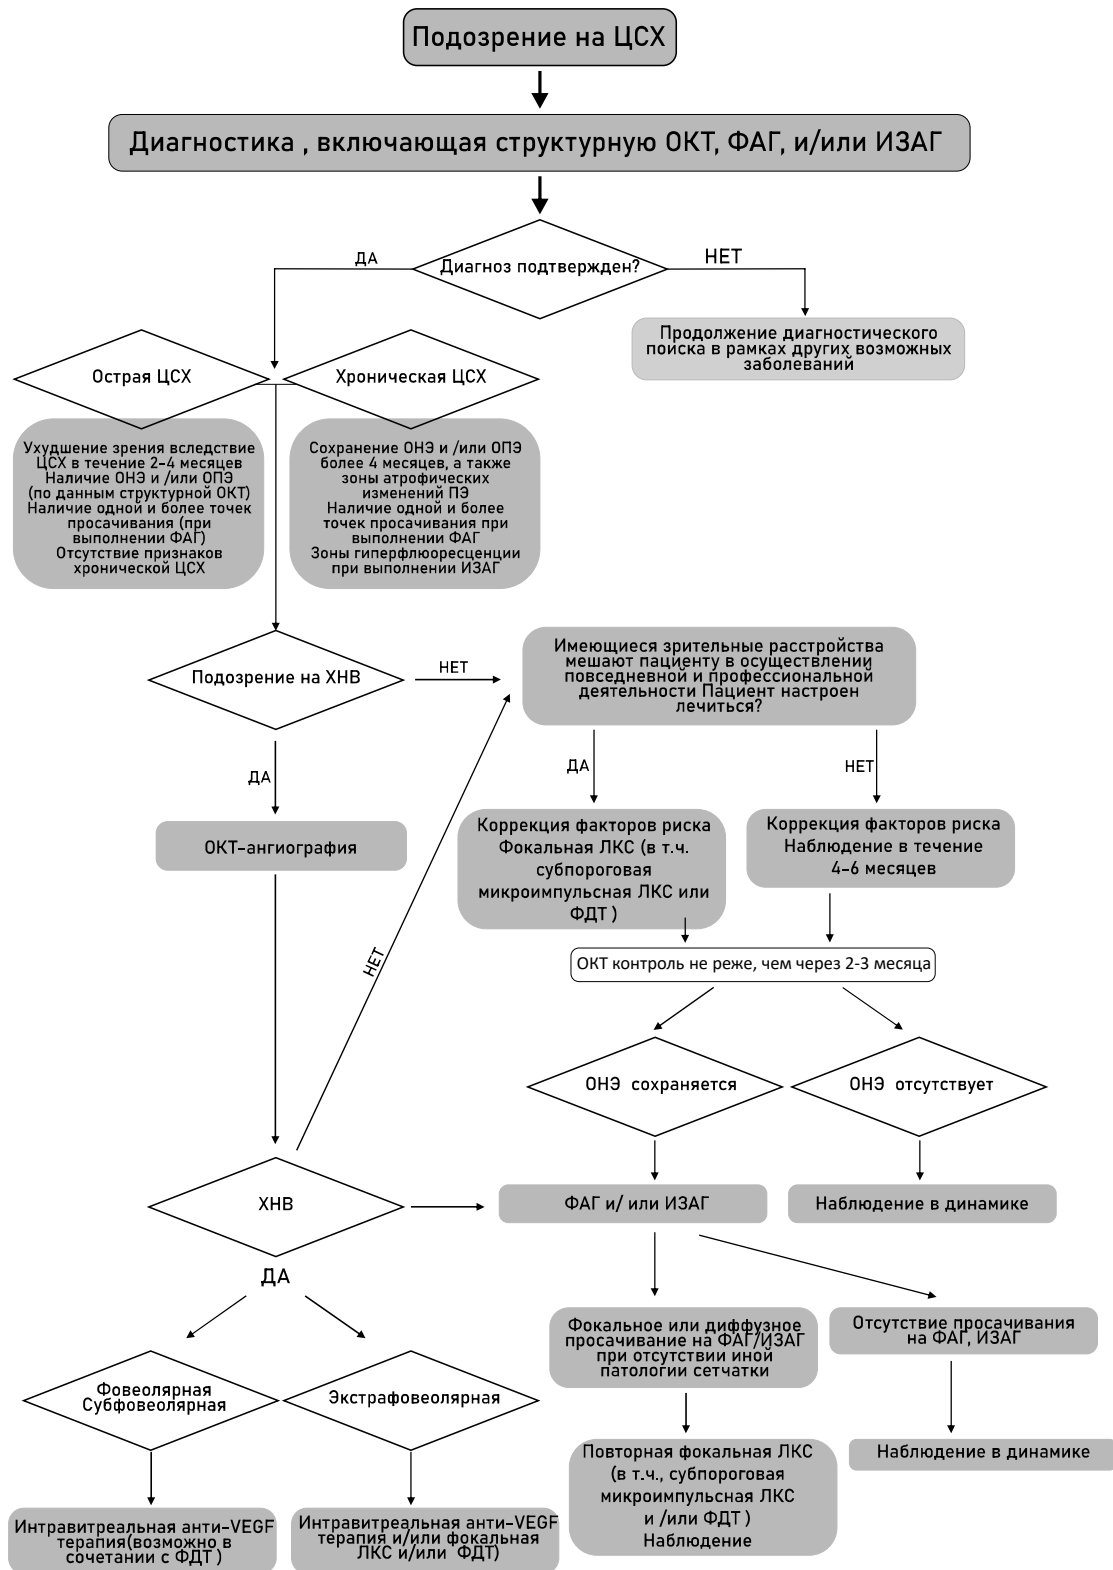 Подозрение на ЦСХ
Диагностика , включающая структурную ОКТ, ФАГ, и/или ИЗАГ
ДА
Диагноз подтвержден?
НЕТ
Продолжение диагностического
поиска в рамках других возможных
заболеваний
Острая ЦСХ
Хроническая ЦСХ
Ухудшение зрения вследствие
ЦСХ в течение 2-4 месяцев
Наличие ОНЭ и /или ОПЭ
(по данным структурной ОКТ)
Наличие одной и более точек
просачивания (при
выполнении ФАГ)
Отсутствие признаков
хронической ЦСХ
Сохранение ОНЭ и /или ОПЭ
более 4 месяцев, а также
зоны атрофических
изменений ПЭ
Наличие одной и более
точек просачивания при
выполнении ФАГ
Зоны гиперфлюоресценции
при выполнении ИЗАГ
Подозрение на ХНВ
НЕТ
Имеющиеся зрительные расстройства
мешают пациенту в осуществлении
повседневной и профессиональной
деятельности Пациент настроен
лечиться?
ДА
ДА
НЕТ
ОКТ-ангиография
Коррекция факторов риска
Фокальная ЛКС (в т.ч.
субпороговая
микроимпульсная ЛКС или
ФДТ )
Коррекция факторов риска
Наблюдение в течение
4-6 месяцев
НЕТ
ОКТ контроль не реже, чем через 2-3 месяца
ОНЭ сохраняется
ОНЭ отсутствует
ХНВ
ФАГ и/ или ИЗАГ
Наблюдение в динамике
ДА
Фокальное или диффузное
просачивание на ФАГ/ИЗАГ
при отсутствии иной
патологии сетчатки
Отсутствие просачивания
на ФАГ, ИЗАГ
Фовеолярная
Субфовеолярная
Экстрафовеолярная
Повторная фокальная ЛКС
(в т.ч., субпороговая
микроимпульсная ЛКС
и /или ФДТ )
Наблюдение
Наблюдение в динамике
Интравитреальная анти-VEGF
терапия(возможно в
сочетании с ФДТ )
Интравитреальная анти-VEGF
терапия и/или фокальная
ЛКС и/или ФДТ)